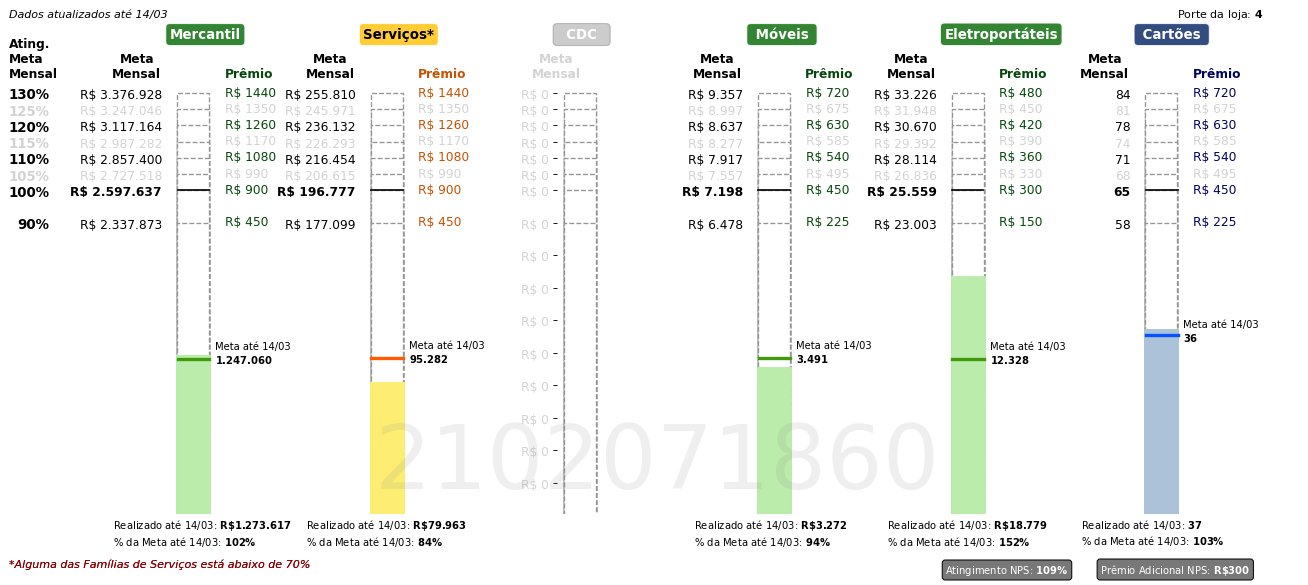 Dados atualizados até 14/03
Porte da loja: 4
Mercantil Serviços* CDC Móveis Eletroportáteis Cartões
Ating. Meta Mensal
Meta Mensal Prêmio Meta Mensal Prêmio Meta Mensal Meta Mensal Prêmio Meta Mensal Prêmio Meta Mensal Prêmio
130% R$ 3.376.928 R$ 1440 R$ 255.810 R$ 1440 R$ 0 R$ 9.357 R$ 720 R$ 33.226 R$ 480 84 R$ 720
125% R$ 3.247.046 R$ 1350 R$ 245.971 R$ 1350 R$ 0 R$ 8.997 R$ 675 R$ 31.948 R$ 450 81 R$ 675
120% R$ 3.117.164 R$ 1260 R$ 236.132 R$ 1260 R$ 0 R$ 8.637 R$ 630 R$ 30.670 R$ 420 78 R$ 630
115% R$ 2.987.282 R$ 1170 R$ 226.293 R$ 1170 R$ 0 R$ 8.277 R$ 585 R$ 29.392 R$ 390 74 R$ 585
110% R$ 2.857.400 R$ 1080 R$ 216.454 R$ 1080 R$ 0 R$ 7.917 R$ 540 R$ 28.114 R$ 360 71 R$ 540
105% R$ 2.727.518 R$ 990 R$ 206.615 R$ 990 R$ 0 R$ 7.557 R$ 495 R$ 26.836 R$ 330 68 R$ 495
100% R$ 2.597.637 R$ 900 R$ 196.777 R$ 900 R$ 0 R$ 7.198 R$ 450 R$ 25.559 R$ 300 65 R$ 450
90% R$ 2.337.873 R$ 450 R$ 177.099 R$ 450 R$ 0 R$ 6.478 R$ 225 R$ 23.003 R$ 150 58 R$ 225
R$ 0
R$ 0
R$ 0
R$ 0
R$ 0
R$ 0
R$ 0
R$ 0
Meta até 14/03
1.247.060
Meta até 14/03
95.282
Meta até 14/03
3.491
Meta até 14/03
12.328
Meta até 14/03
36
2102071860
Realizado até 14/03: R$1.273.617 Realizado até 14/03: R$79.963 Realizado até 14/03: R$3.272 Realizado até 14/03: R$18.779 Realizado até 14/03: 37
% da Meta até 14/03: 102% % da Meta até 14/03: 84% % da Meta até 14/03: 94% % da Meta até 14/03: 152% % da Meta até 14/03: 103%
*Alguma das Famílias de Serviços está abaixo de 70%
Atingimento NPS: 109% Prêmio Adicional NPS: R$300